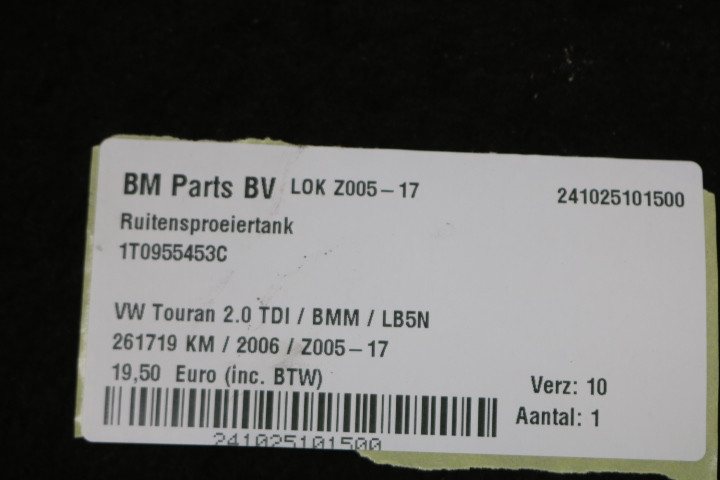 BM Parts BV LOK Z005-17 241025101500
Ruitensproeiertank
1T0955453C
VW Touran 2.0 TDI / BMM / LB5N
261719 KM / 2006 / Z005-17
19,50 Euro (inc. BTW)
Verz: 10
Aantal: 1
241025101500